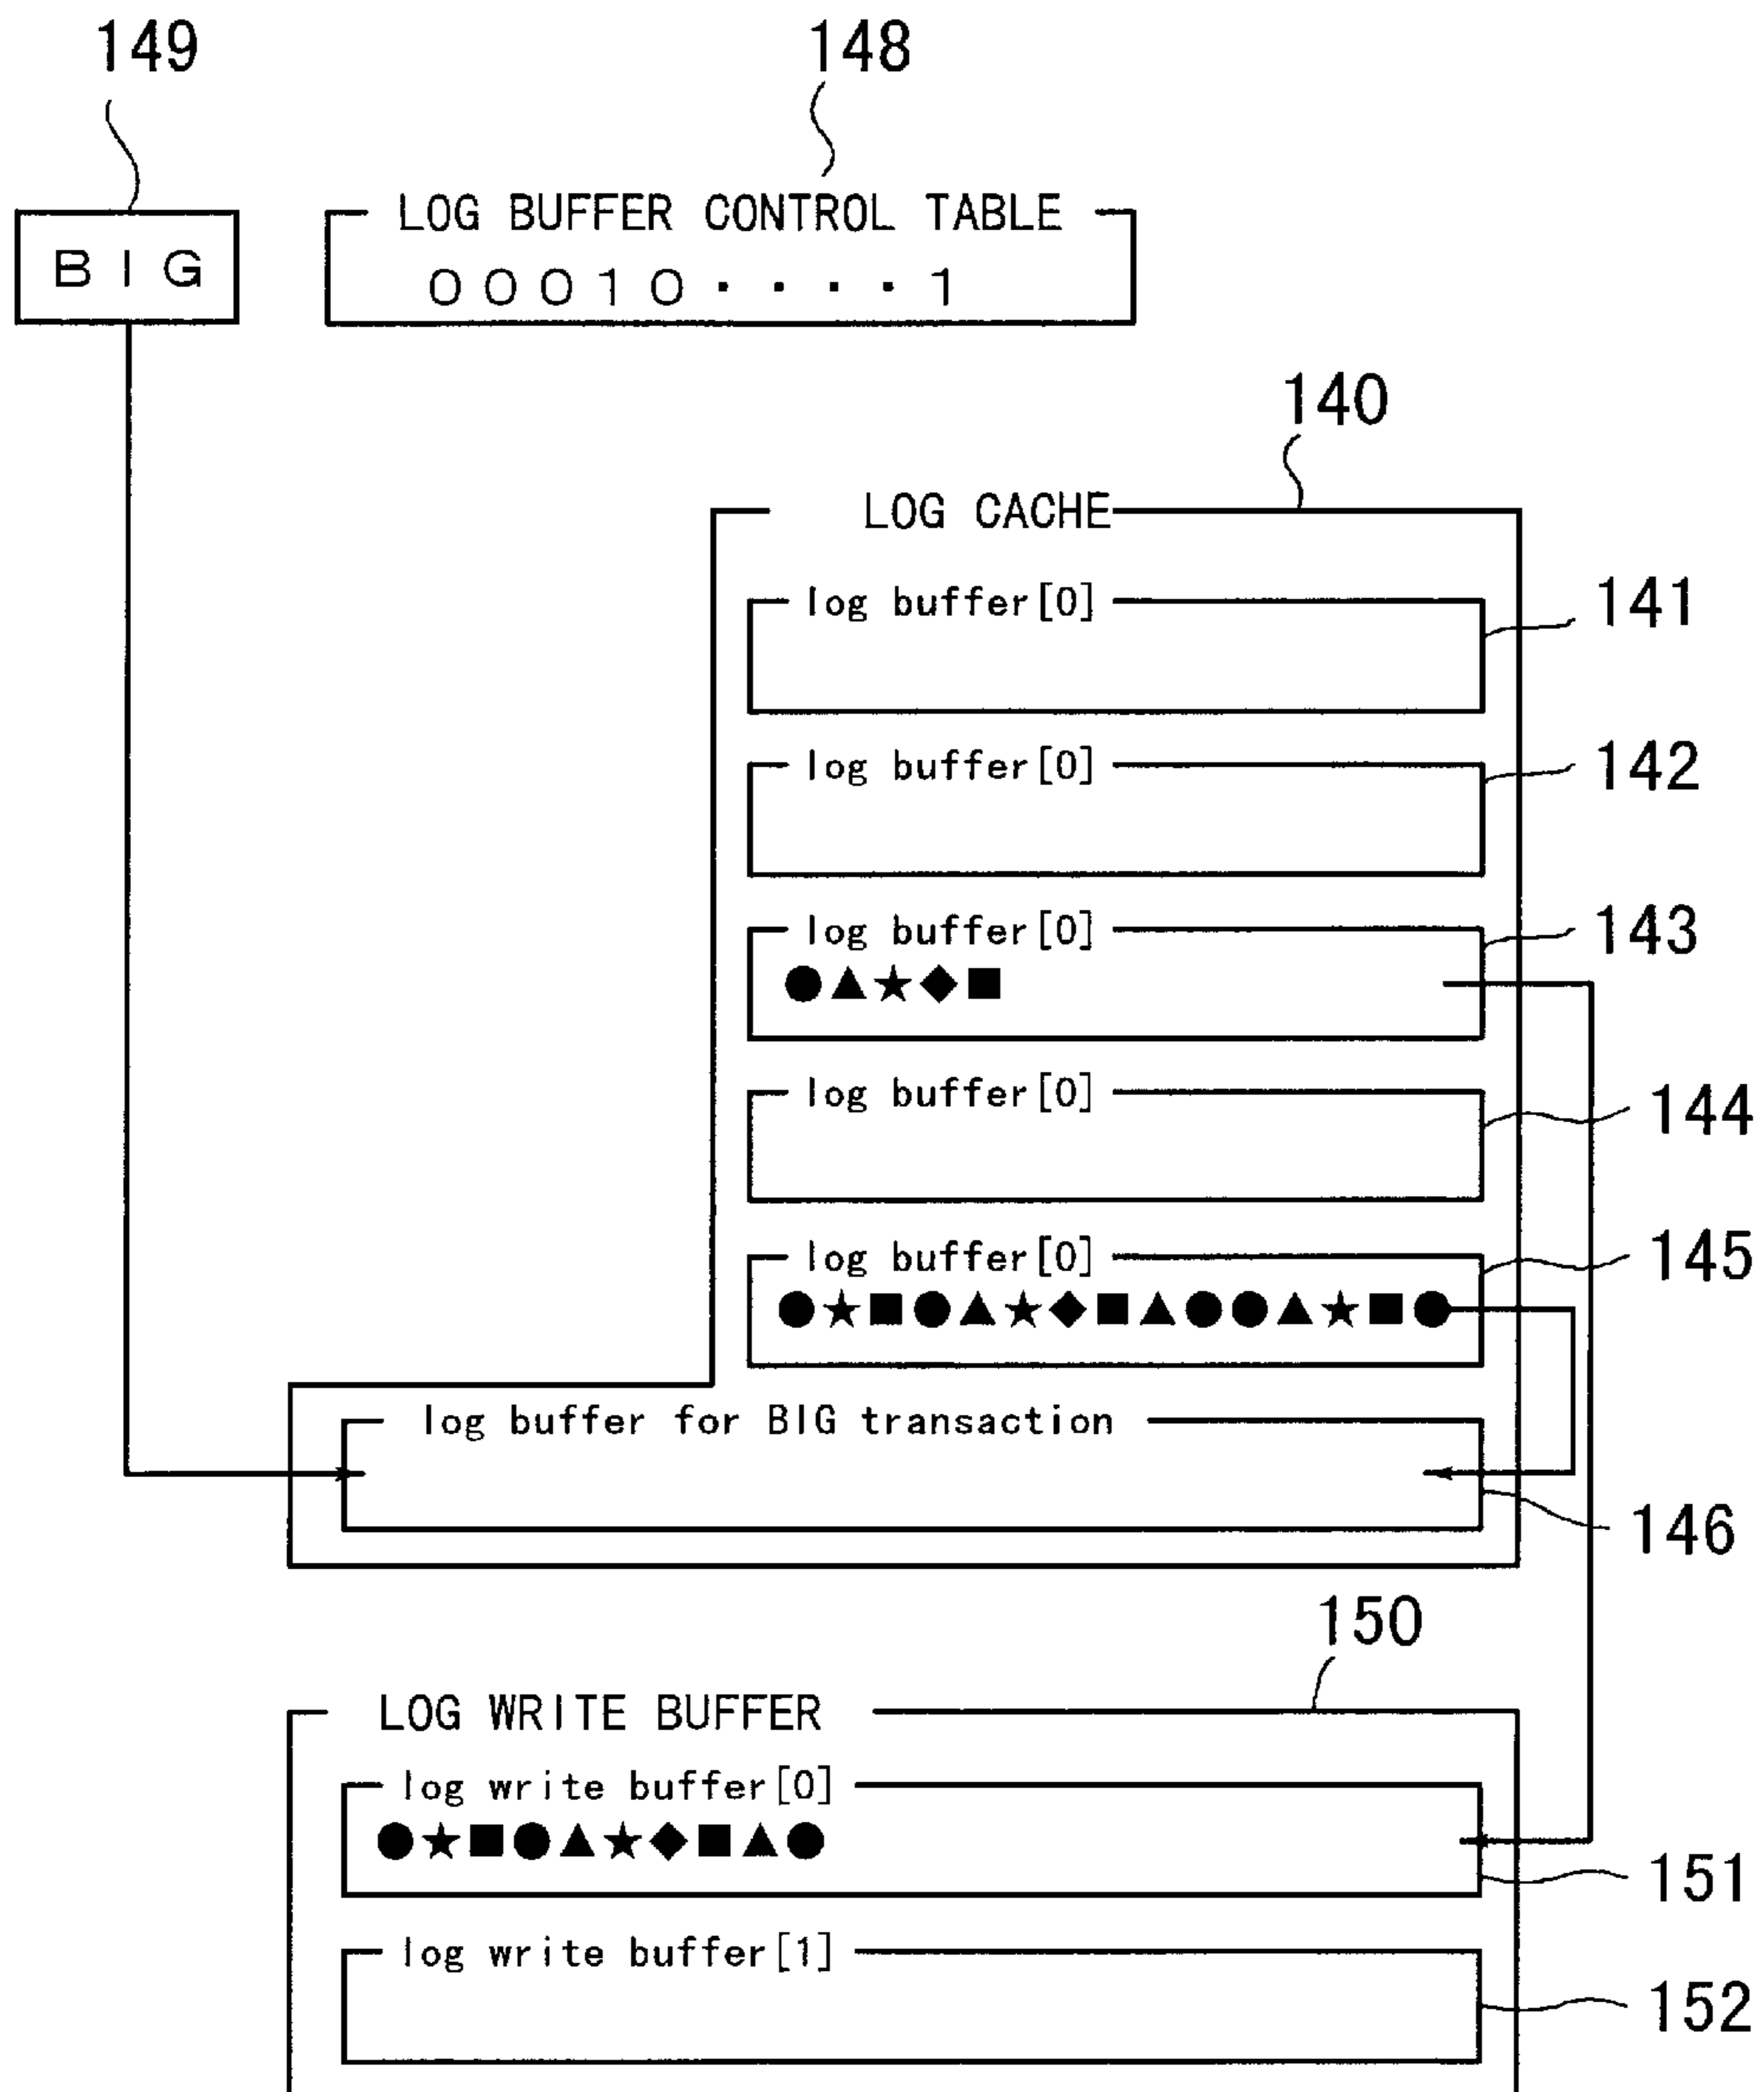 149
148
LOG BUFFER CONTROL TABLE
BIG
00010····1
140
LOG CACHE
log buffer[0]
141
log buffer[0]
142
log buffer[0]
143
●▲★◆■
log buffer[0]
144
log buffer[0]
145
●★■●▲★◆■▲●●▲★■●
log buffer for BIG transaction
146
150
LOG WRITE BUFFER
log write buffer[0]
●★■●▲★◆■▲●
151
log write buffer[1]
152